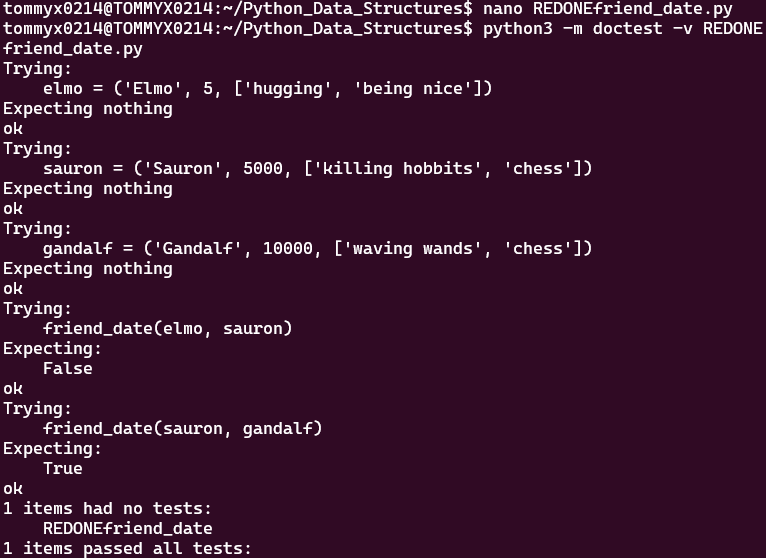 tommyx0214@TOMMYX0214:~/Python_Data_Structures$ nano REDONEfriend_date.py
tommyx0214@TOMMYX0214:~/Python_Data_Structures$ python3 -m doctest -v REDONE
friend_date.py
Trying:
    elmo = ('Elmo', 5, ['hugging', 'being nice'])
Expecting nothing
ok
Trying:
    sauron = ('Sauron', 5000, ['killing hobbits', 'chess'])
Expecting nothing
ok
Trying:
    gandalf = ('Gandalf', 10000, ['waving wands', 'chess'])
Expecting nothing
ok
Trying:
    friend_date(elmo, sauron)
Expecting:
    False
ok
Trying:
    friend_date(sauron, gandalf)
Expecting:
    True
ok
1 items had no tests:
    REDONEfriend_date
1 items passed all tests: